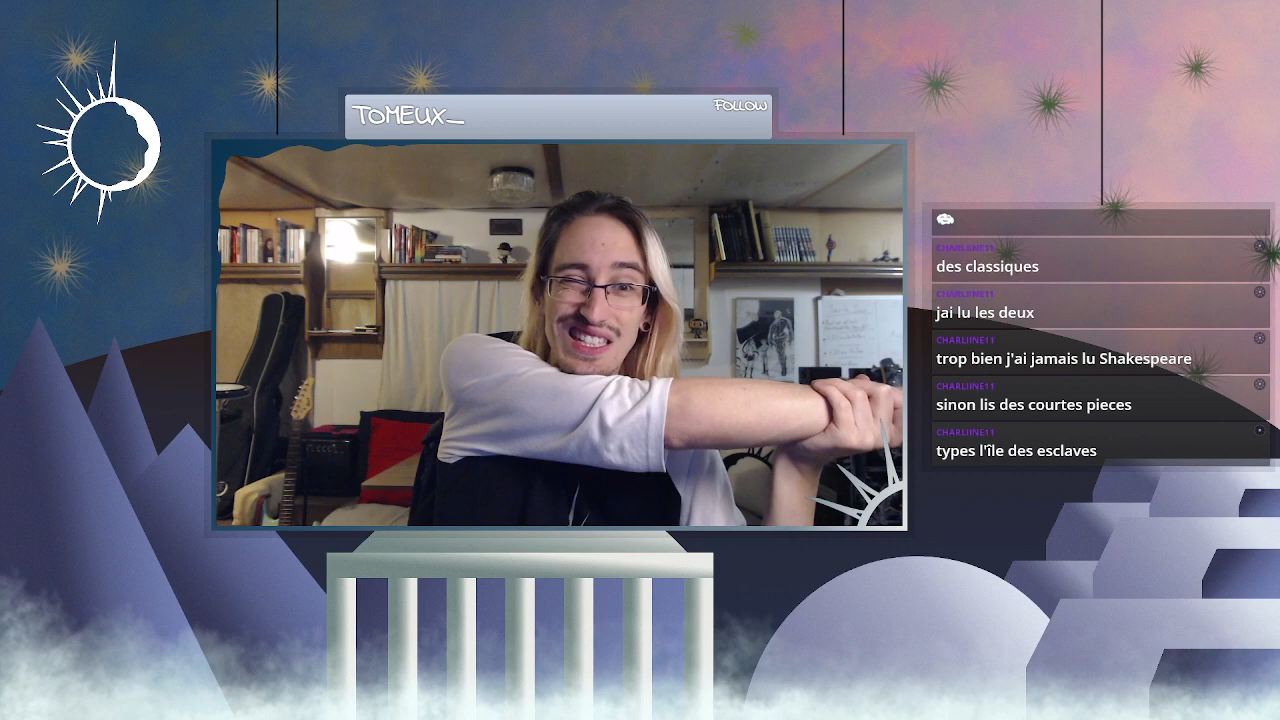 TOMEUX_
FOLLOW
CHARLIINE11
des classiques
CHARLIINE11
jai lu les deux
CHARLIINE11
trop bien j'ai jamais lu Shakespeare
CHARLIINE11
sinon lis des courtes pieces
CHARLIINE11
types l'île des esclaves